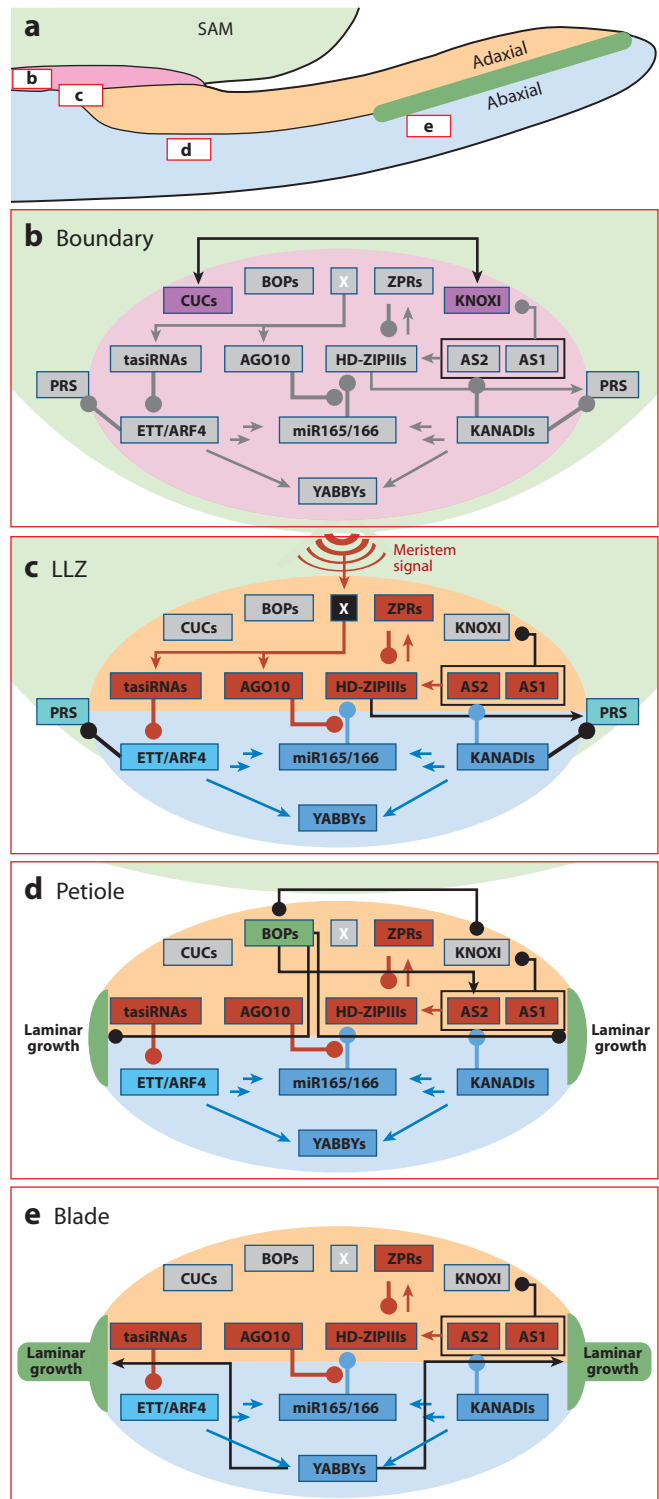 a
SAM
b
c
d
e
Adaxial
Abaxial
b Boundary
BOPs X ZPRs
CUCs KNOXI
tasiRNAs AGO10 HD-ZIPIIIs AS2 AS1
PRS PRS
ETT/ARF4 miR165/166 KANADIs
YABBYs
c LLZ
Meristem
signal
BOPs X ZPRs
CUCs KNOXI
tasiRNAs AGO10 HD-ZIPIIIs AS2 AS1
PRS PRS
ETT/ARF4 miR165/166 KANADIs
YABBYs
d Petiole
BOPs X ZPRs
CUCs KNOXI
tasiRNAs AGO10 HD-ZIPIIIs AS2 AS1
Laminar
growth
Laminar
growth
ETT/ARF4 miR165/166 KANADIs
YABBYs
e Blade
BOPs X ZPRs
CUCs KNOXI
tasiRNAs AGO10 HD-ZIPIIIs AS2 AS1
Laminar
growth
Laminar
growth
ETT/ARF4 miR165/166 KANADIs
YABBYs